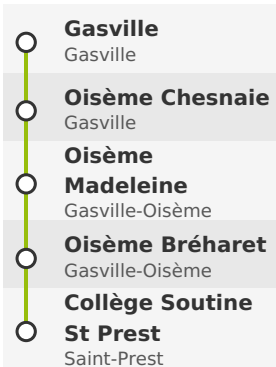 Gasville
Gasville
Oisème Chesnaie
Gasville
Oisème
Madeleine
Gasville-Oisème
Oisème Bréharet
Gasville-Oisème
Collège Soutine
St Prest
Saint-Prest